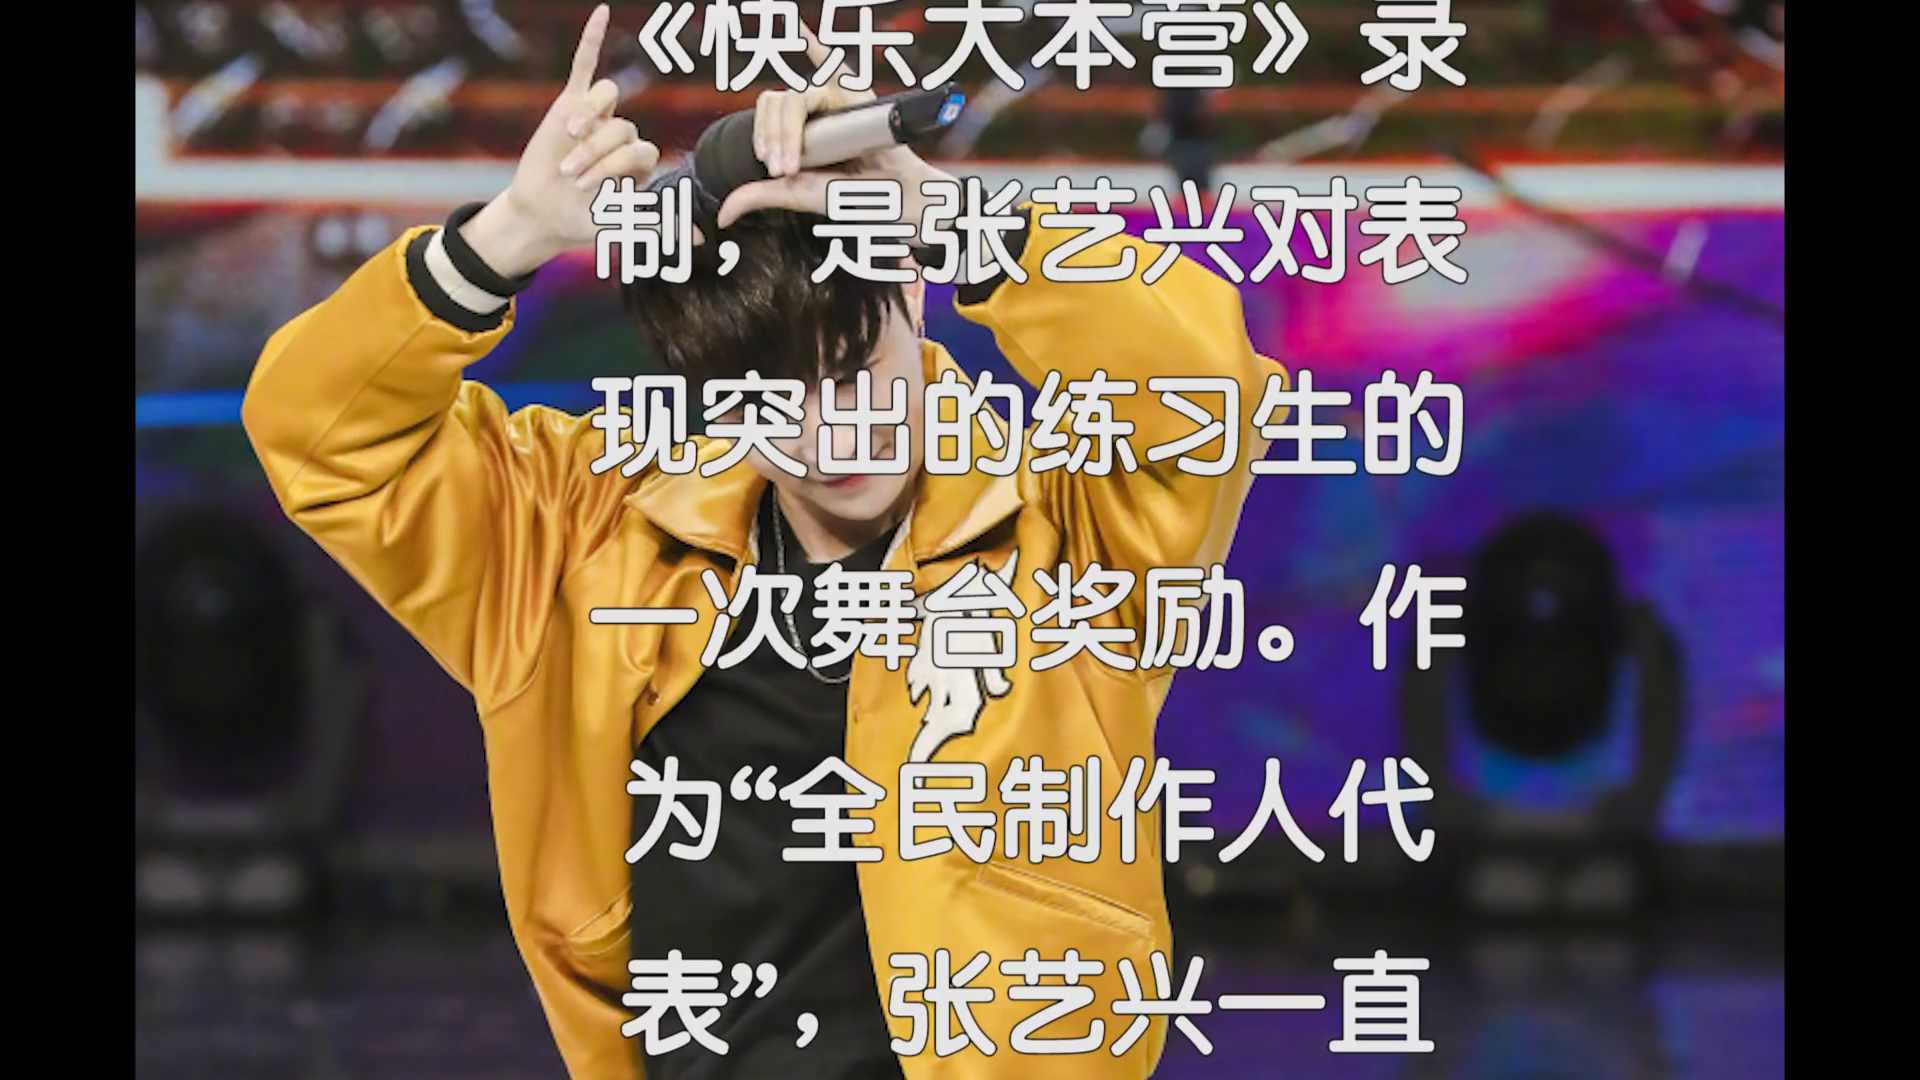 《快乐大本营》录
制，是张艺兴对表
现突出的练习生的
一次舞台奖励。作
为“全民制作人代
表”，张艺兴一直